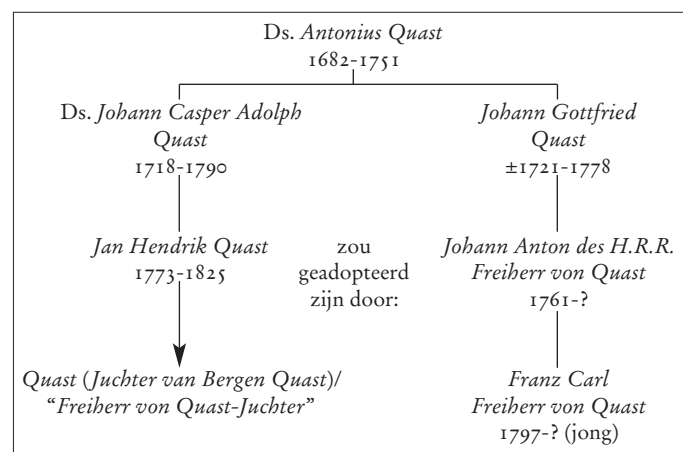 Ds. Antonius Quast
1682-1751
Ds. Johann Casper Adolph
Quast
1718-1790
Johann Gottfried
Quast
±1721-1778
Jan Hendrik Quast
1773-1825
zou
geadopteerd
zijn door:
Johann Anton des H.R.R.
Freiherr von Quast
1761-?
Quast (Juchter van Bergen Quast)/
“Freiherr von Quast-Juchter”
Franz Carl
Freiherr von Quast
1797-? (jong)